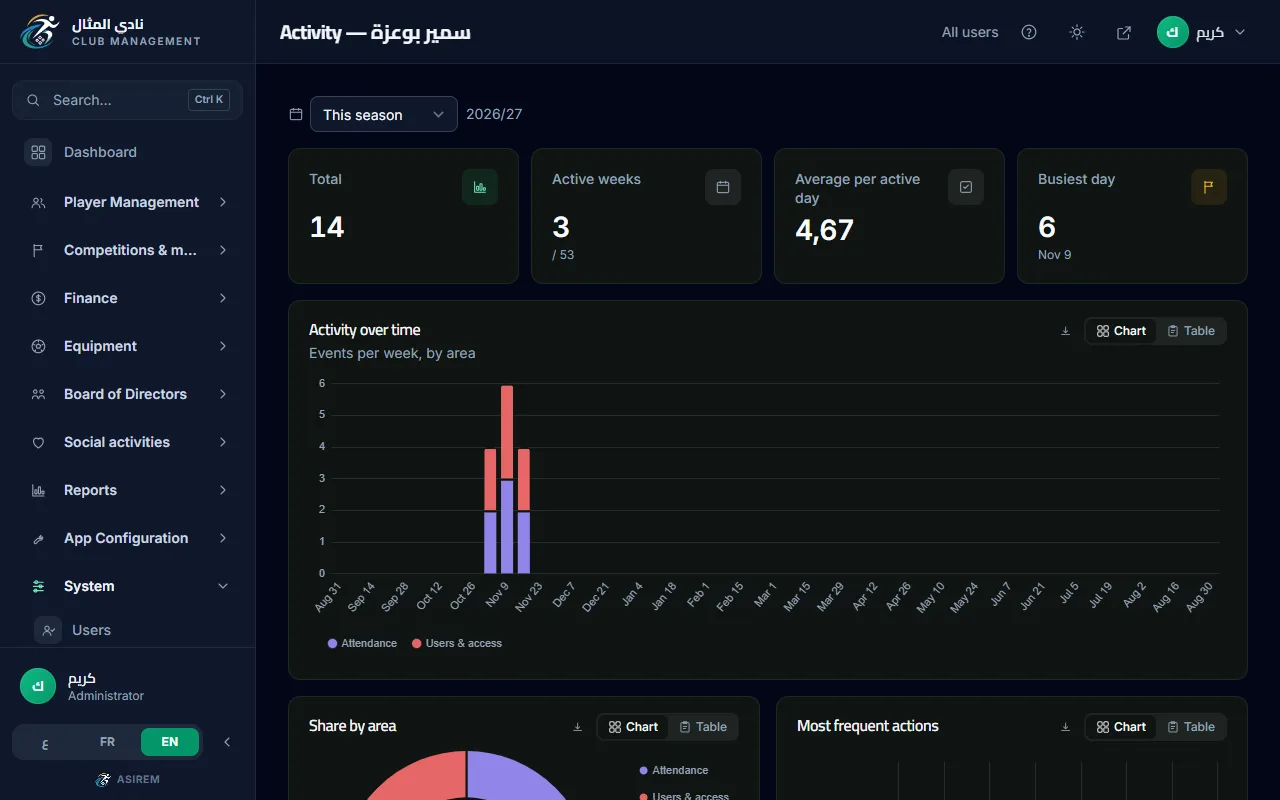 نادي المثال
CLUB MANAGEMENT
Search...
Ctrl K
Dashboard
Player Management
Competitions & m...
Finance
Equipment
Board of Directors
Social activities
Reports
App Configuration
System
Users
كريم
Administrator
ع
FR
EN
ASIREM
Activity — سمير بوعزة
All users
ك
كريم
This season
2026/27
Total
14
Active weeks
3
/ 53
Average per active
day
4,67
Busiest day
6
Nov 9
Activity over time
Events per week, by area
Chart
Table
6
5
4
3
2
1
0
Aug 31
Sep 14
Sep 28
Oct 12
Oct 26
Nov 9
Nov 23
Dec 7
Dec 21
Jan 4
Jan 18
Feb 1
Feb 15
Mar 1
Mar 15
Mar 29
Apr 12
Apr 26
May 10
May 24
Jun 7
Jun 21
Jul 5
Jul 19
Aug 2
Aug 16
Aug 30
Attendance
Users & access
Share by area
Chart
Table
Attendance
Users & access
Most frequent actions
Chart
Table
ك